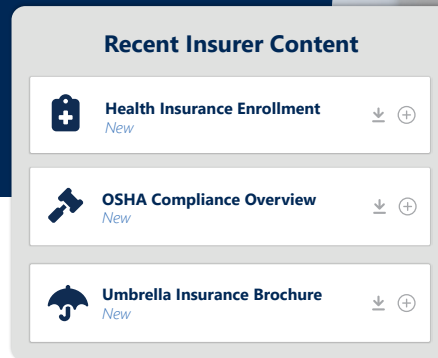 Recent Insurer Content
Health Insurance Enrollment
New
OSHA Compliance Overview
New
Umbrella Insurance Brochure
New